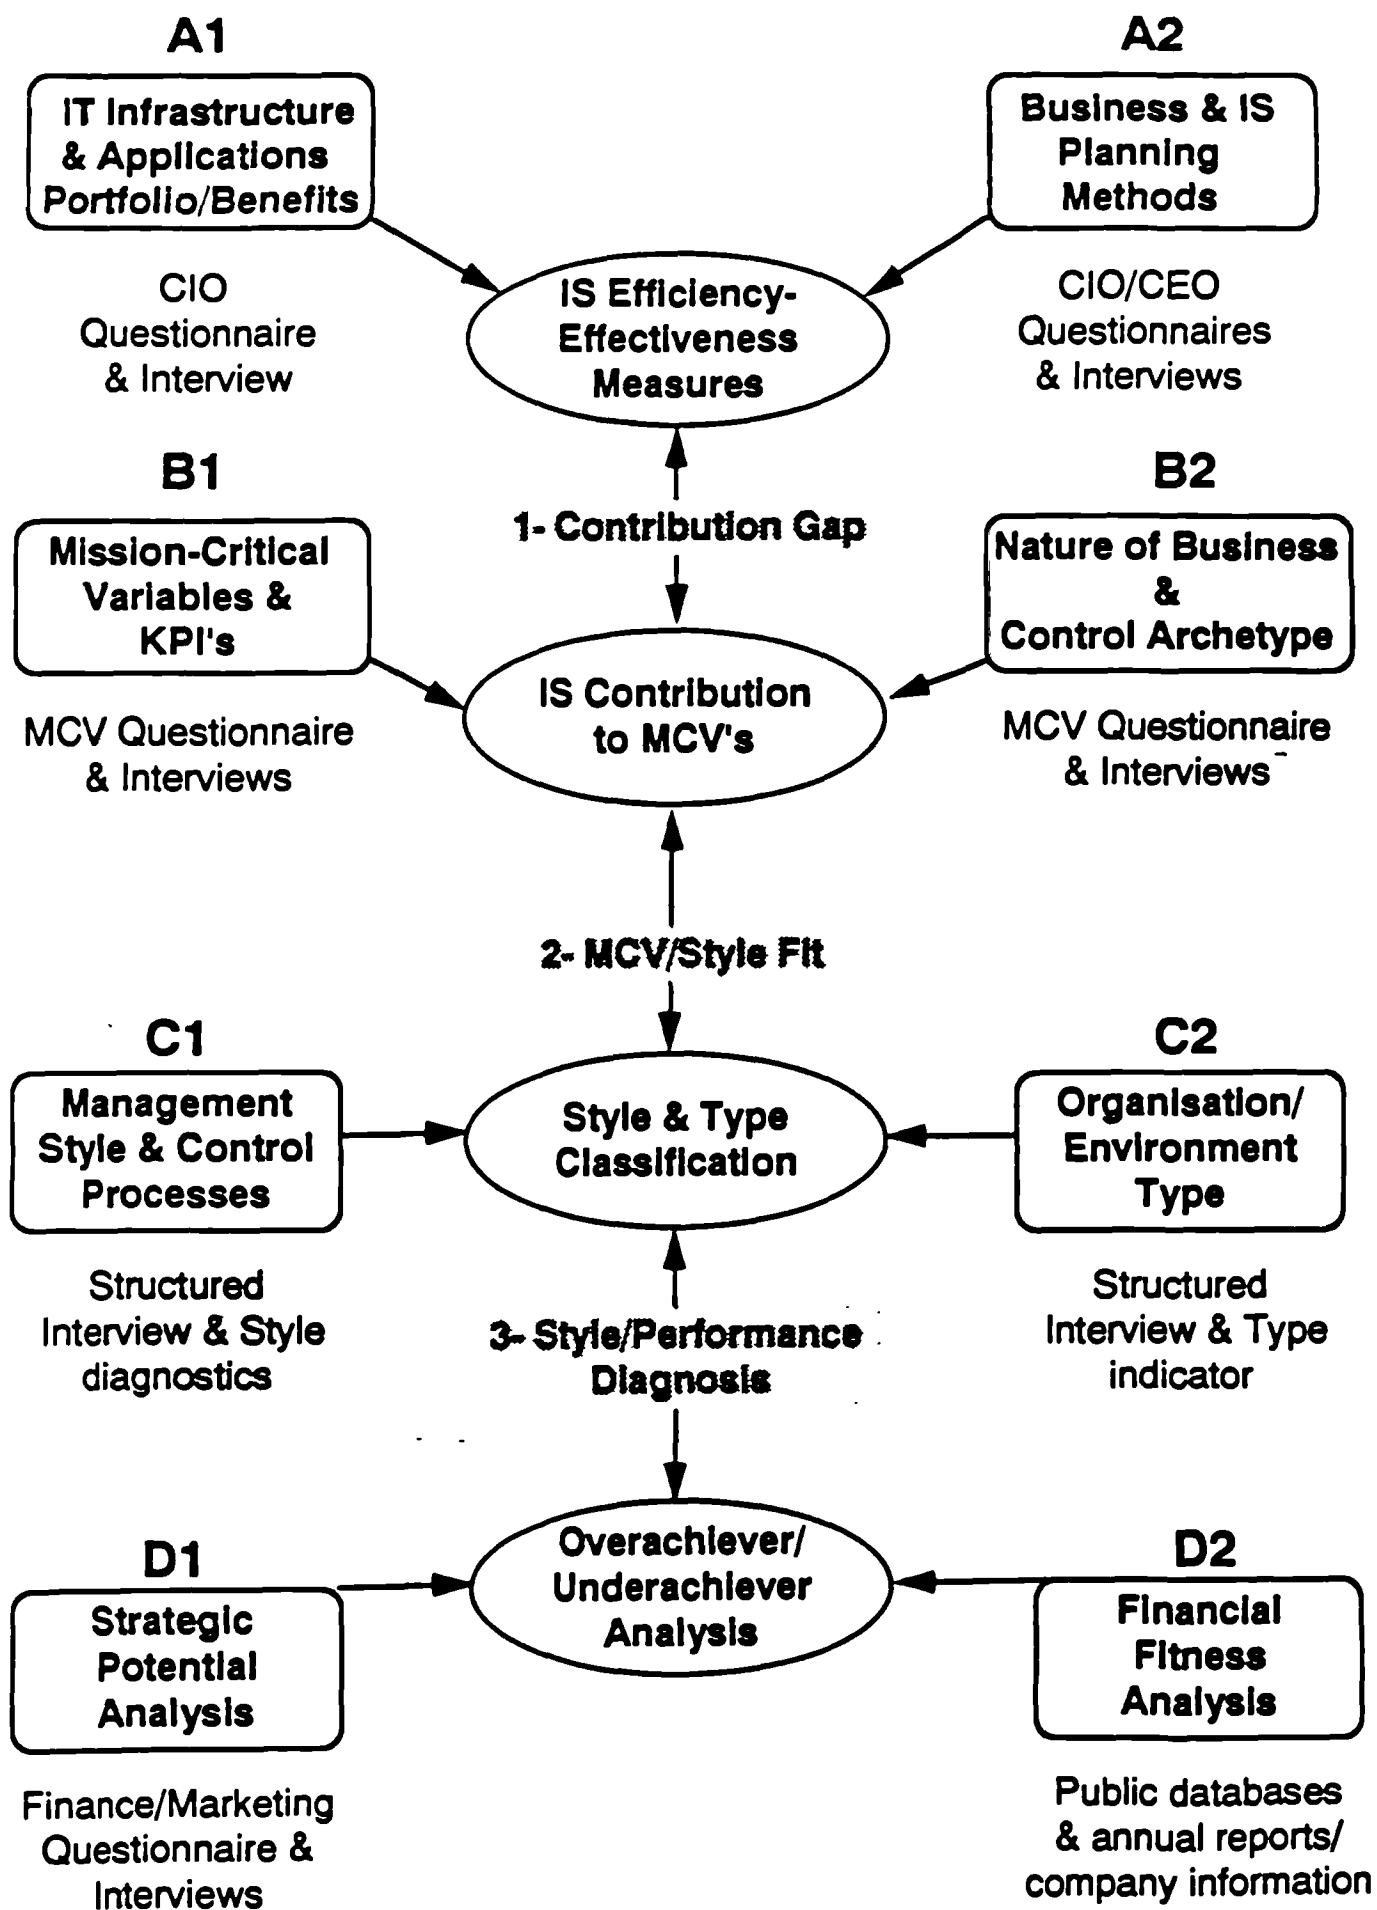 A1
IT Infrastructure
& Applications
Portfolio/Benefits
CIO
Questionnaire
& Interview
A2
Business & IS
Planning
Methods
CIO/CEO
Questionnaires
& Interviews
IS Efficiency-
Effectiveness
Measures
1- Contribution Gap
B1
Mission-Critical
Variables &
KPI's
MCV Questionnaire
& Interviews
B2
Nature of Business
&
Control Archetype
MCV Questionnaire
& Interviews
IS Contribution
to MCV's
2- MCV/Style Fit
C1
Management
Style & Control
Processes
Structured
Interview & Style
diagnostics
C2
Organisation/
Environment
Type
Structured
Interview & Type
indicator
Style & Type
Classification
3- Style/Performance
Diagnosis
D1
Strategic
Potential
Analysis
Finance/Marketing
Questionnaire &
Interviews
D2
Financial
Fitness
Analysis
Public databases
& annual reports/
company information
Overachiever/
Underachiever
Analysis